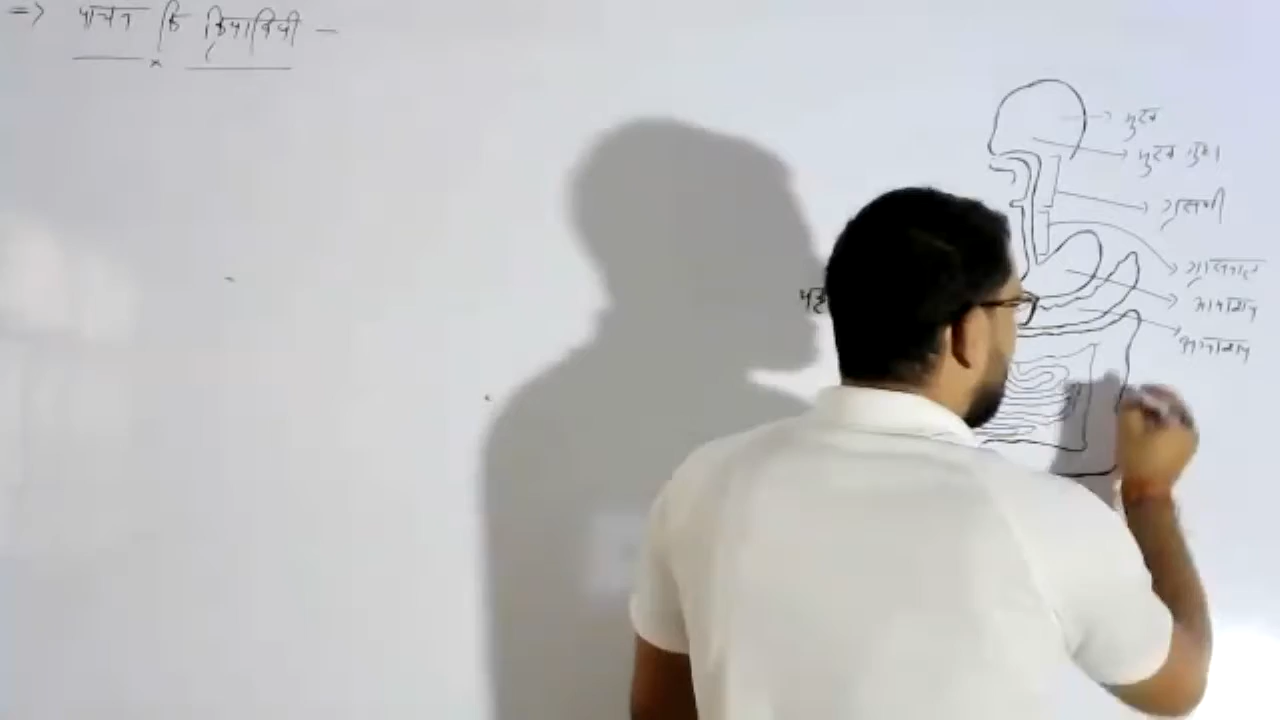 => पाचन कि क्रियाविधी –
मुख
मुख गुहा
ग्रसनी
ग्रासनाल
आमाशय
अग्नाशय